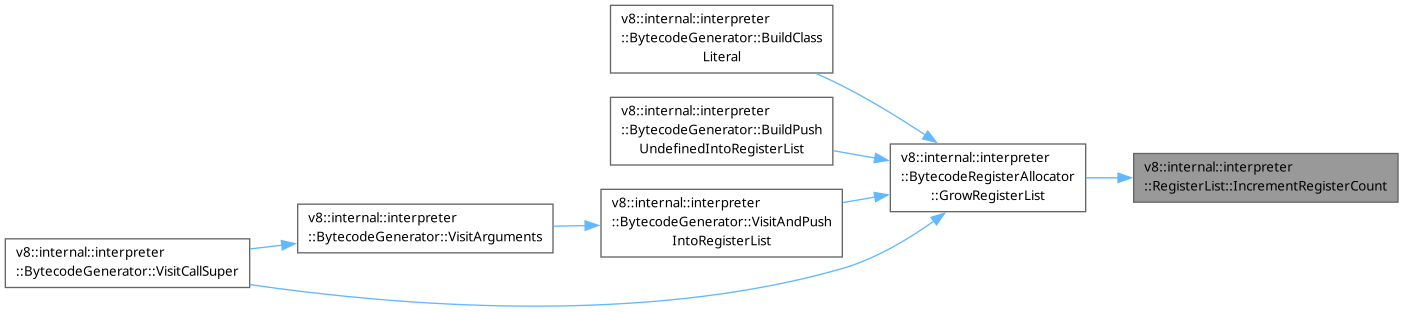 v8::internal::interpreter
::BytecodeGenerator::BuildClass
Literal
v8::internal::interpreter
::BytecodeGenerator::BuildPush
UndefinedIntoRegisterList
v8::internal::interpreter
::BytecodeRegisterAllocator
::GrowRegisterList
v8::internal::interpreter
::RegisterList::IncrementRegisterCount
v8::internal::interpreter
::BytecodeGenerator::VisitAndPush
IntoRegisterList
v8::internal::interpreter
::BytecodeGenerator::VisitArguments
v8::internal::interpreter
::BytecodeGenerator::VisitCallSuper